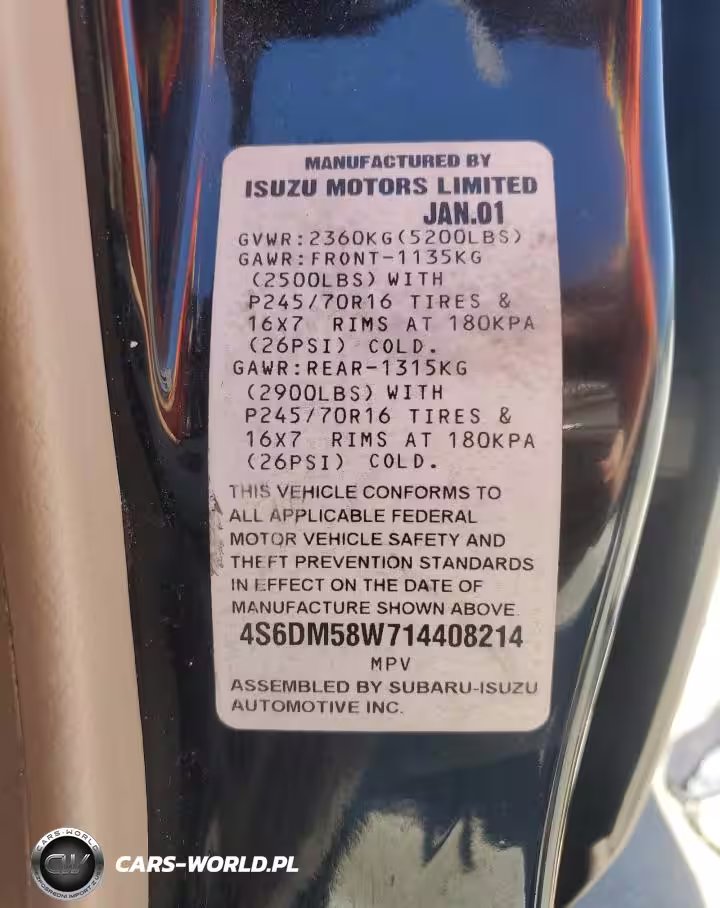 MANUFACTURED BY
ISUZU MOTORS LIMITED
JAN.01
GVWR:2360KG(5200LBS)
GAWR:FRONT-1135KG
(2500LBS) WITH
P245/70R16 TIRES &
16X7 RIMS AT 180KPA
(26PSI) COLD.
GAWR:REAR-1315KG
(2900LBS) WITH
P245/70R16 TIRES &
16X7 RIMS AT 180KPA
(26PSI) COLD.
THIS VEHICLE CONFORMS TO
ALL APPLICABLE FEDERAL
MOTOR VEHICLE SAFETY AND
THEFT PREVENTION STANDARDS
IN EFFECT ON THE DATE OF
MANUFACTURE SHOWN ABOVE.
4S6DM58W714408214
MPV
ASSEMBLED BY SUBARU-ISUZU
AUTOMOTIVE INC.
CARS-WORLD
CW
CARS-WORLD.PL